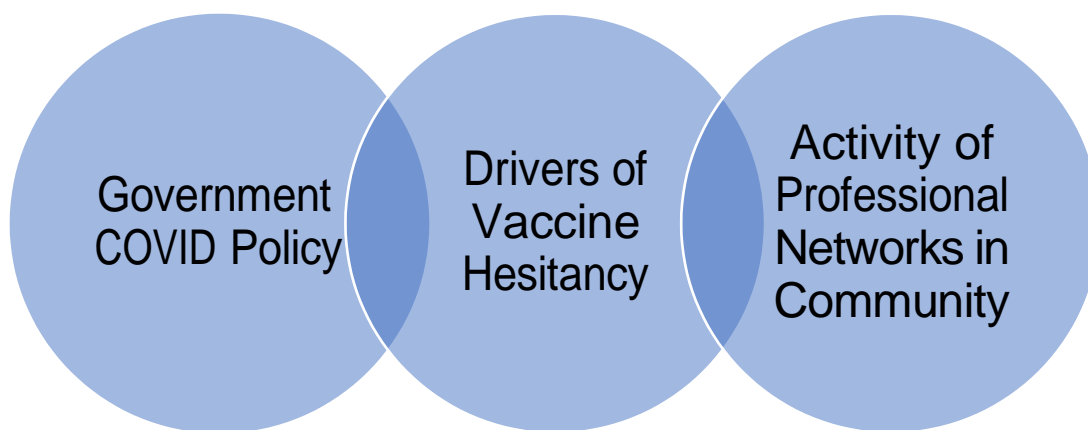 Government
COVID Policy
Drivers of
Vaccine
Hesitancy
Activity of
Professional
Networks in
Community